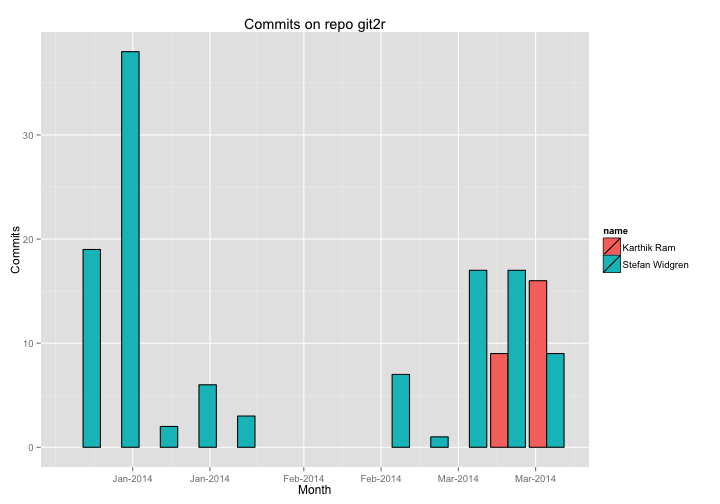 Commits on repo git2r
Commits
30
20
10
0
Jan-2014 Jan-2014 Feb-2014 Feb-2014 Mar-2014 Mar-2014
Month
name
Karthik Ram
Stefan Widgren